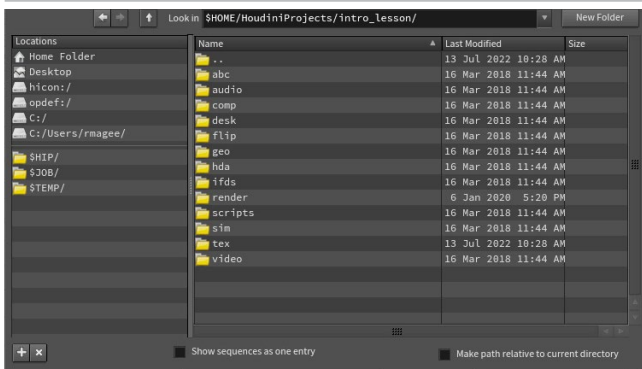 Look in $HOME/HoudiniProjects/intro_lesson/ New Folder
Locations
Home Folder
Desktop
hicon:/
opdef:/
C:/
C:/Users/rmagee/
$HIP/
$JOB/
$TEMP/
Name Last Modified Size
.. 13 Jul 2022 10:28 AM
abc 16 Mar 2018 11:44 AM
audio 16 Mar 2018 11:44 AM
comp 16 Mar 2018 11:44 AM
desk 16 Mar 2018 11:44 AM
flip 16 Mar 2018 11:44 AM
geo 16 Mar 2018 11:44 AM
hda 16 Mar 2018 11:44 AM
ifds 16 Mar 2018 11:44 AM
render 6 Jan 2020 5:20 PM
scripts 16 Mar 2018 11:44 AM
sim 16 Mar 2018 11:44 AM
tex 13 Jul 2022 10:28 AM
video 16 Mar 2018 11:44 AM
Show sequences as one entry Make path relative to current directory